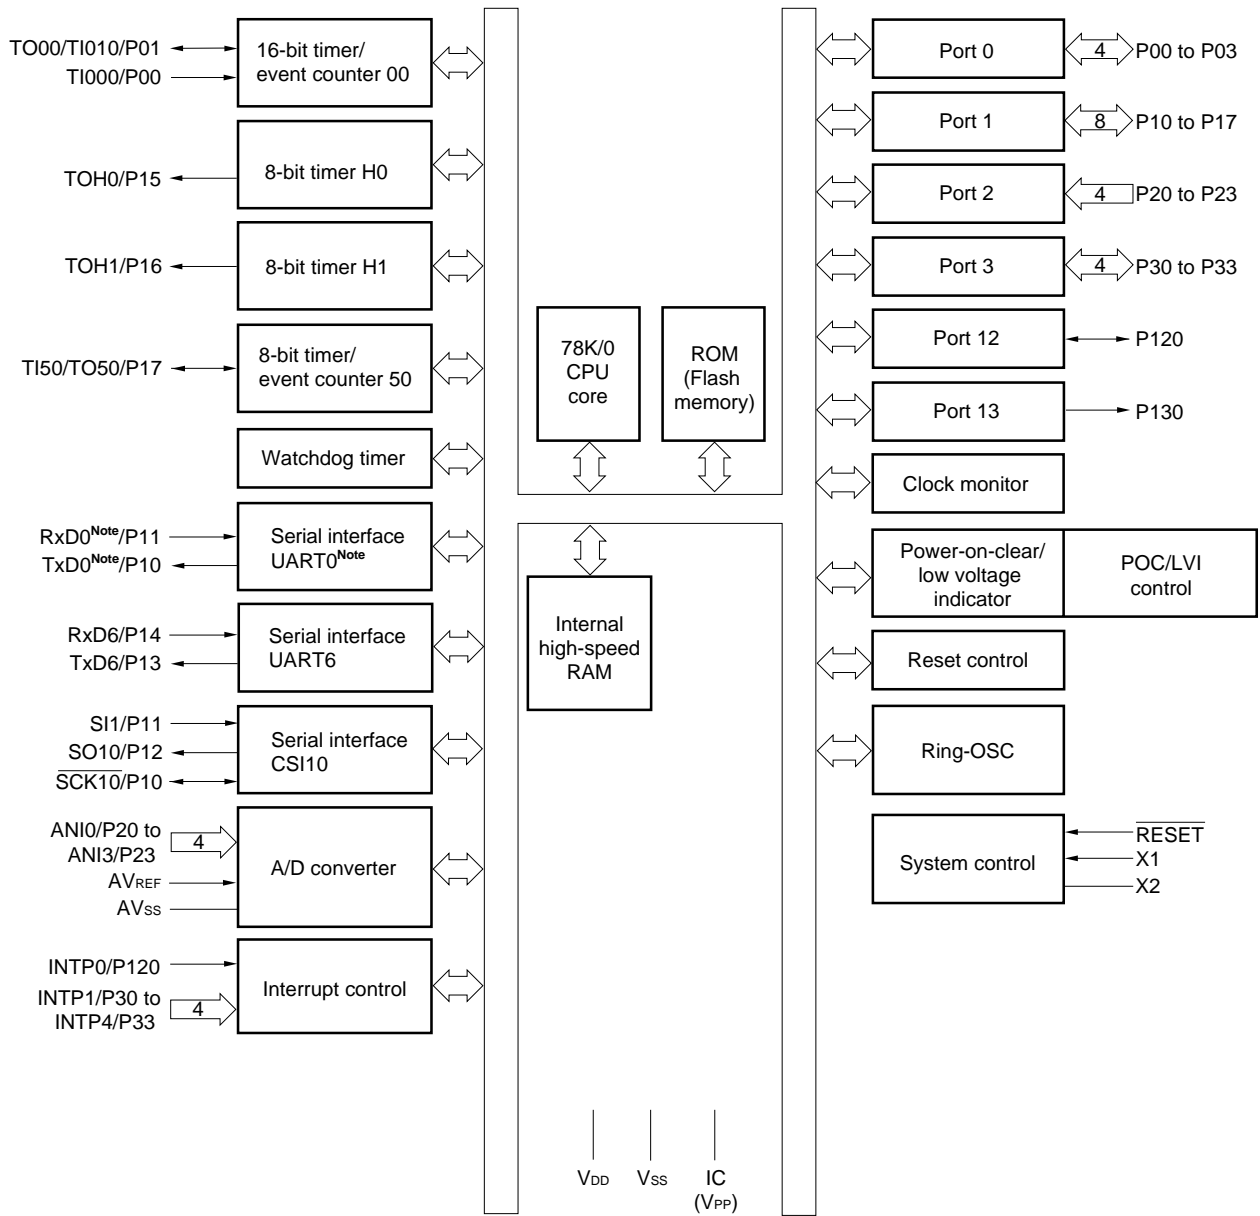 TO00/TI010/P01
TI000/P00
16-bit timer/
event counter 00
TOH0/P15
8-bit timer H0
TOH1/P16
8-bit timer H1
TI50/TO50/P17
8-bit timer/
event counter 50
Watchdog timer
RxD0Note/P11
TxD0Note/P10
Serial interface
UART0Note
RxD6/P14
TxD6/P13
Serial interface
UART6
SI1/P11
SO10/P12
SCK10/P10
Serial interface
CSI10
ANI0/P20 to
ANI3/P23
4
AVREF
AVSS
A/D converter
INTP0/P120
INTP1/P30 to
INTP4/P33
4
Interrupt control
78K/0
CPU
core
ROM
(Flash
memory)
Internal
high-speed
RAM
VDD
VSS
IC
(VPP)
Port 0
4
P00 to P03
Port 1
8
P10 to P17
Port 2
4
P20 to P23
Port 3
4
P30 to P33
Port 12
P120
Port 13
P130
Clock monitor
Power-on-clear/
low voltage
indicator
POC/LVI
control
Reset control
Ring-OSC
System control
RESET
X1
X2